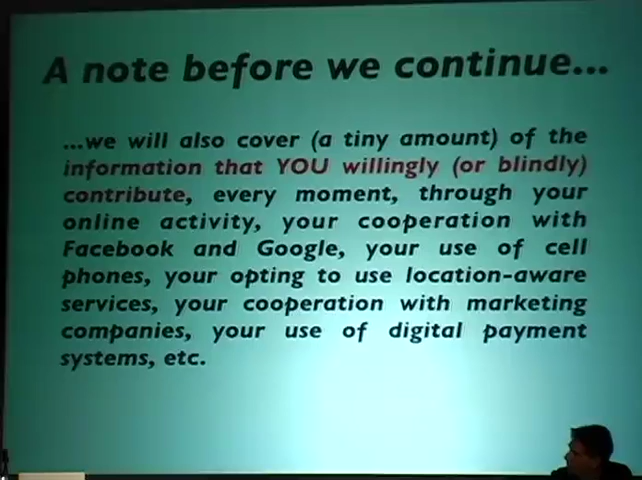 A note before we continue...
...we will also cover (a tiny amount) of the
information that YOU willingly (or blindly)
contribute, every moment, through your
online activity, your cooperation with
Facebook and Google, your use of cell
phones, your opting to use location-aware
services, your cooperation with marketing
companies, your use of digital payment
systems, etc.